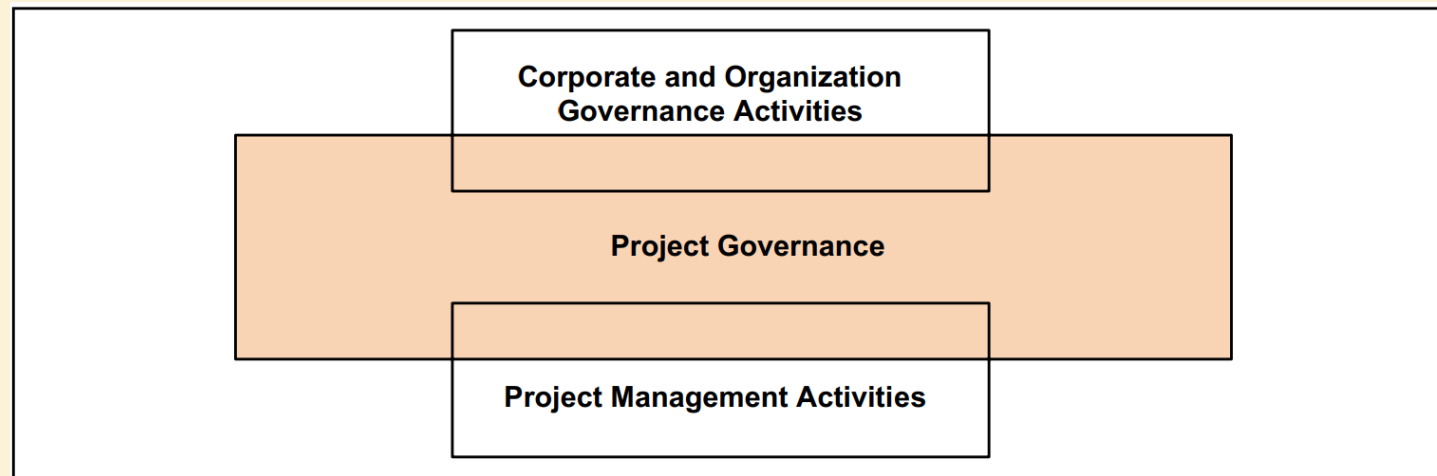 Corporate and Organization
Governance Activities
Project Governance
Project Management Activities